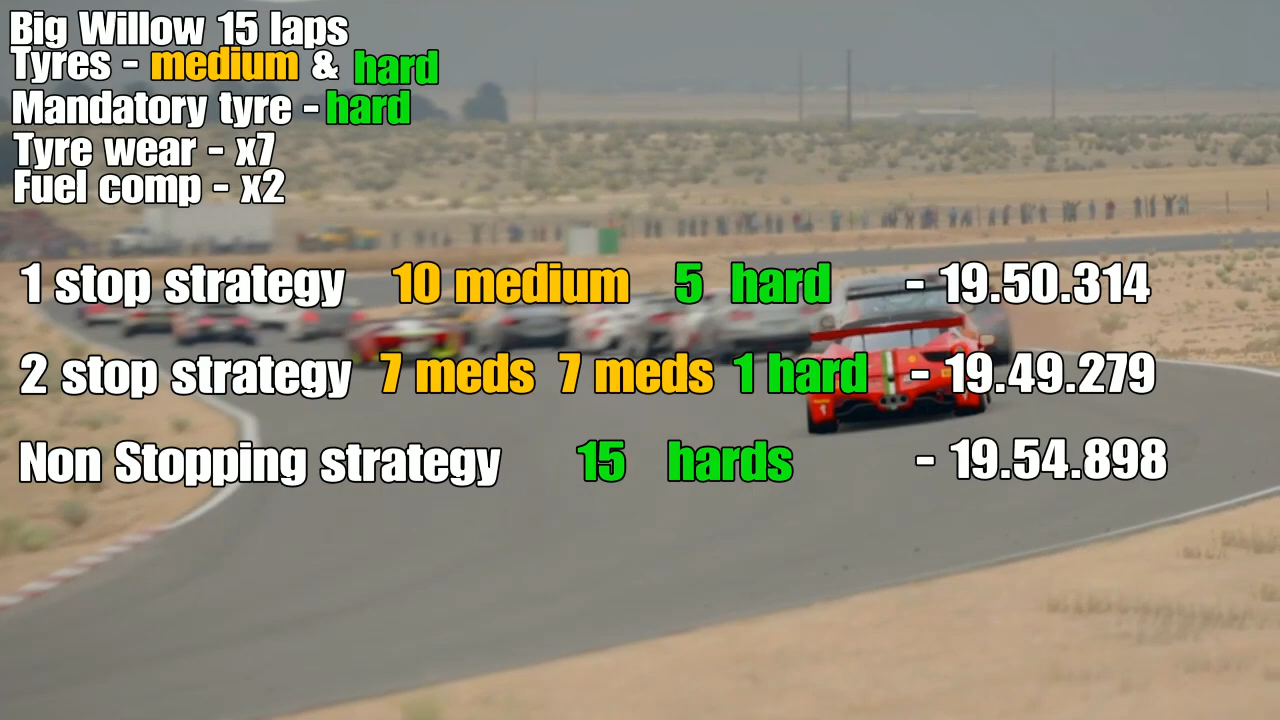 Big Willow 15 laps
Tyres - medium & hard
Mandatory tyre - hard
Tyre wear - x7
Fuel comp - x2
1 stop strategy 10 medium 5 hard - 19.50.314
2 stop strategy 7 meds 7 meds 1 hard - 19.49.279
Non Stopping strategy 15 hards - 19.54.898